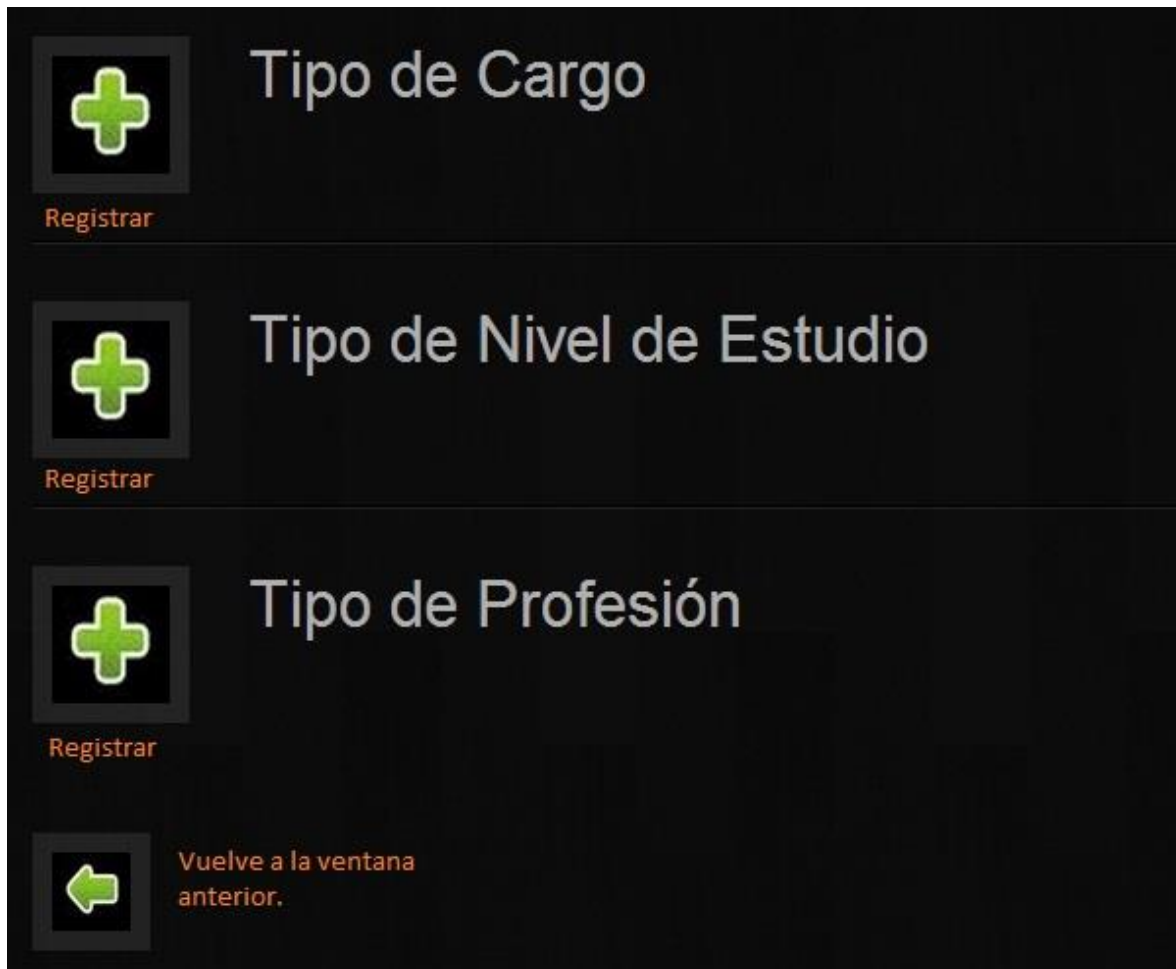 Tipo de Cargo
Registrar
Tipo de Nivel de Estudio
Registrar
Tipo de Profesión
Registrar
Vuelve a la ventana
anterior.